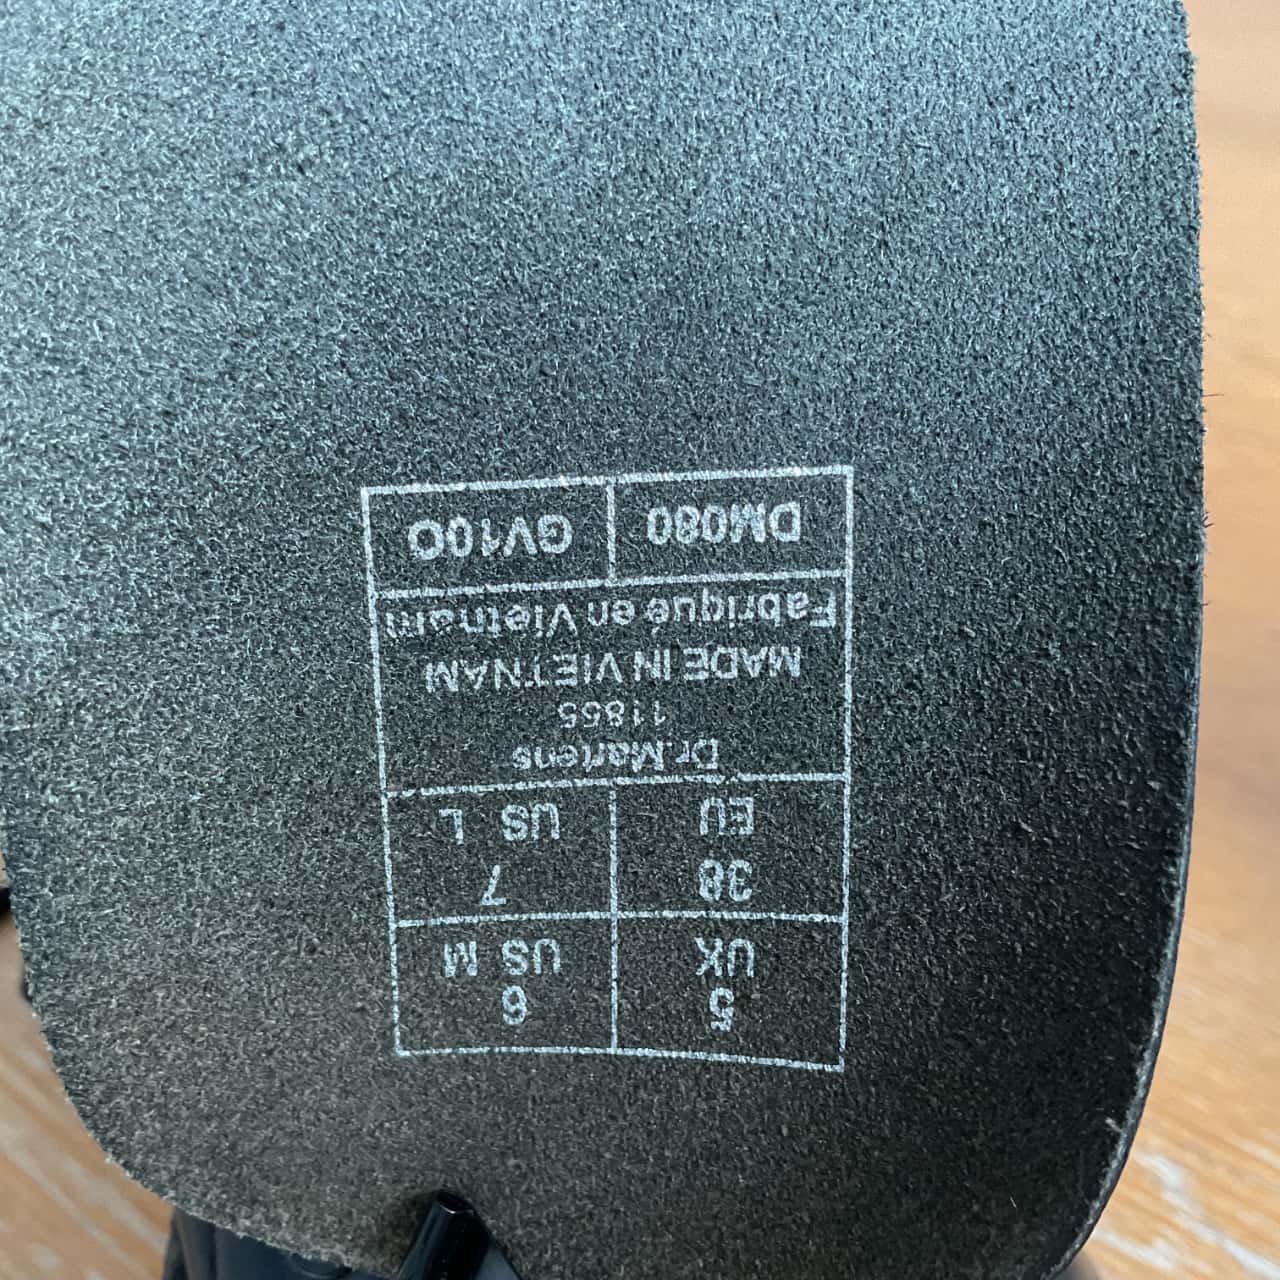 5 6
UK US M
38 7
EU US L
Dr.Martens
11855
MADE IN VIETNAM
Fabriqué en Vietnam
DM080 GV10O